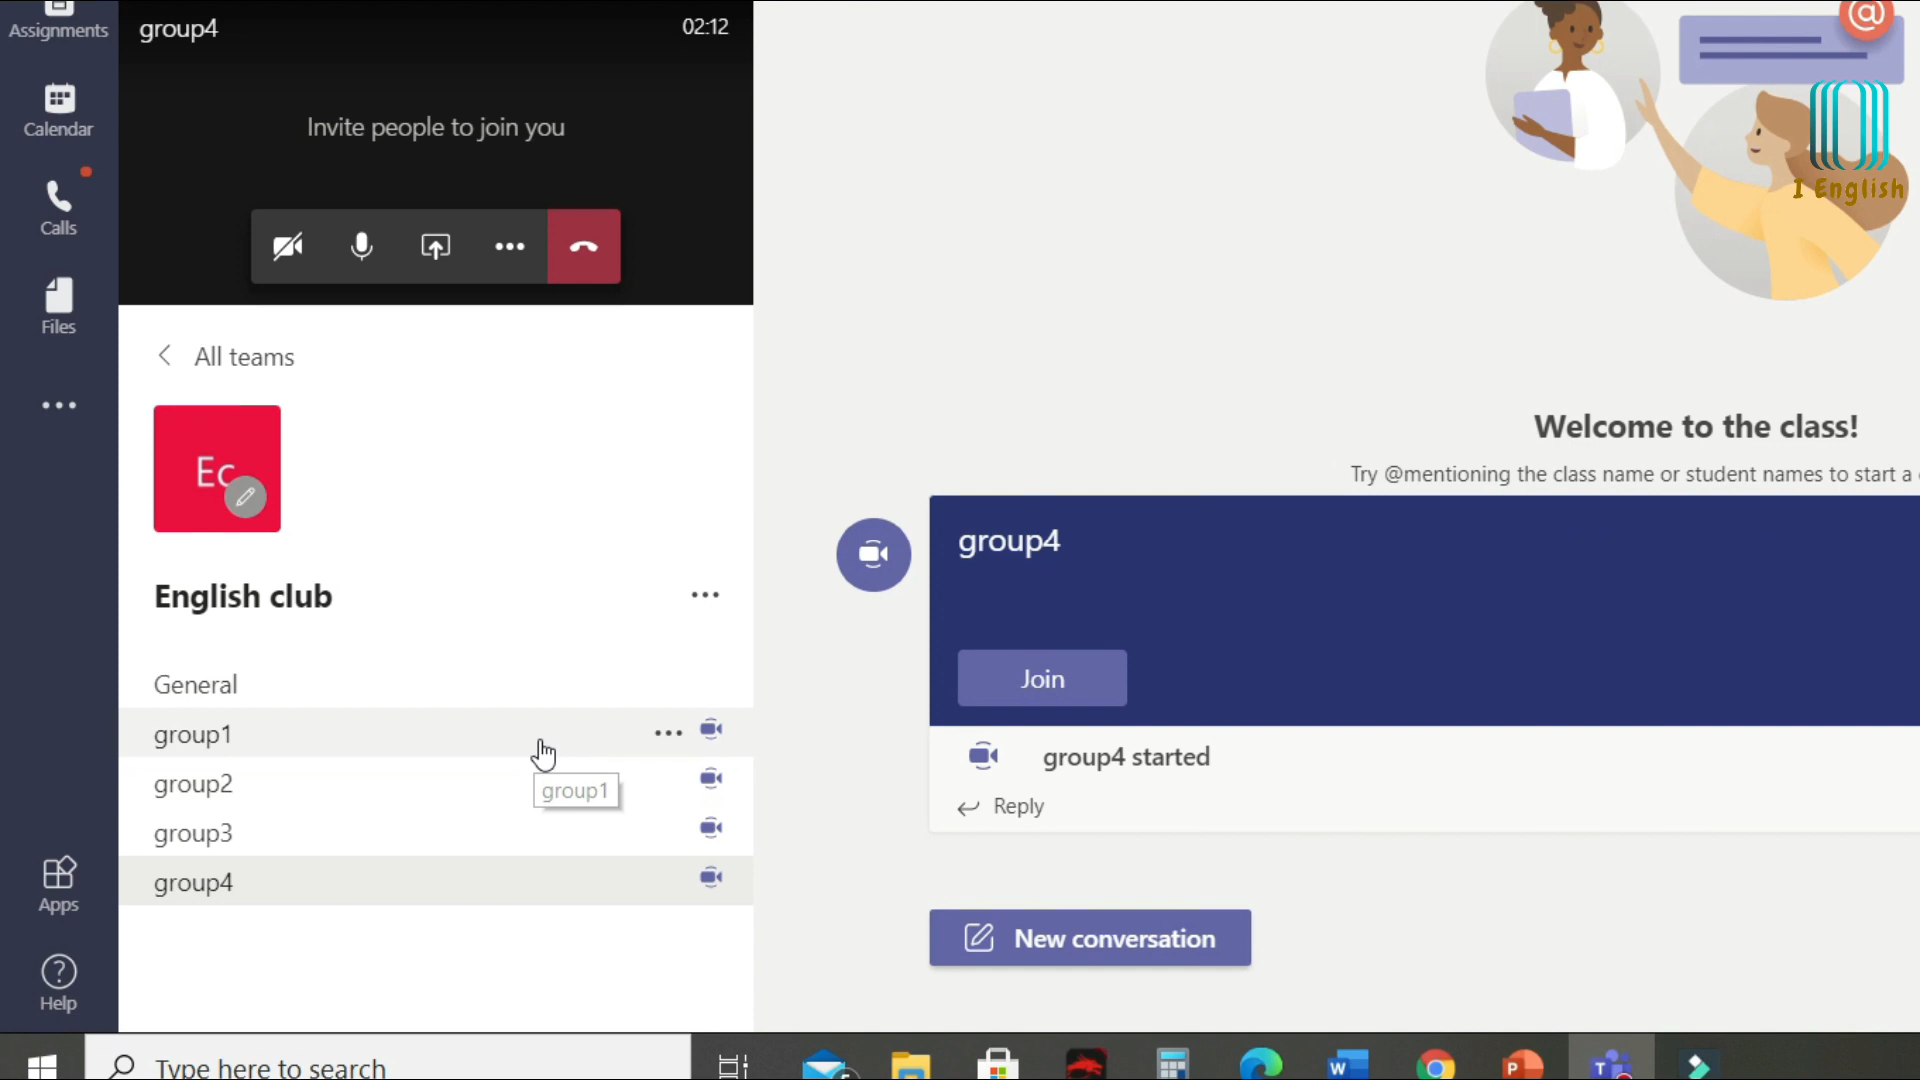 Assignments
Calendar
Calls
Files
Apps
Help
group4
02:12
Invite people to join you
All teams
Ec
English club
General
group1
group1
group2
group3
group4
@
I English
Welcome to the class!
Try @mentioning the class name or student names to start a
group4
Join
group4 started
Reply
New conversation
Type here to search